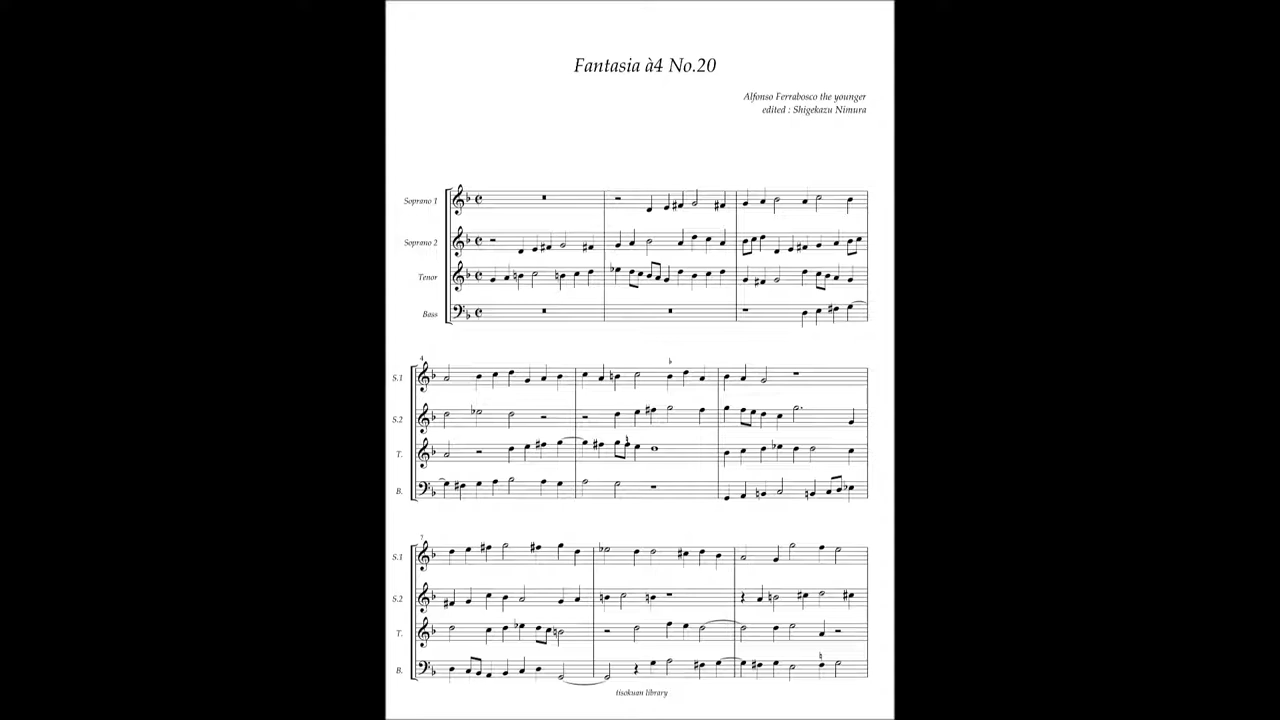 Fantasia à4 No.20
Alfonso Ferrabosco the younger
edited : Shigekazu Nimura
Soprano 1
Soprano 2
Tenor
Bass
4
S.1
S.2
T.
B.
7
S.1
S.2
T.
B.
tisokuan library